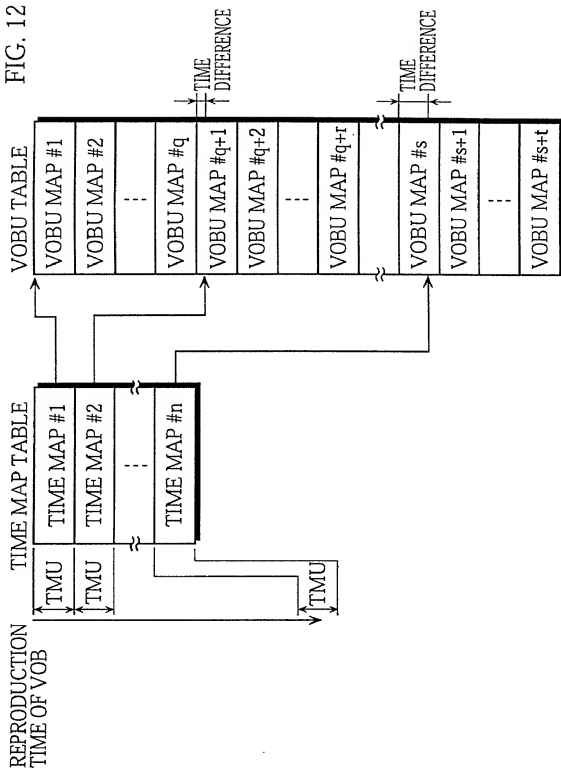 FIG. 12
REPRODUCTION
TIME OF VOB
TMU
TMU
TMU
TIME MAP TABLE
TIME MAP #1
TIME MAP #2
TIME MAP #n
VOBU TABLE
VOBU MAP #1
VOBU MAP #2
VOBU MAP #q
VOBU MAP #q+1
VOBU MAP #q+2
VOBU MAP #q+r
VOBU MAP #s
VOBU MAP #s+1
VOBU MAP #s+t
TIME
DIFFERENCE
TIME
DIFFERENCE